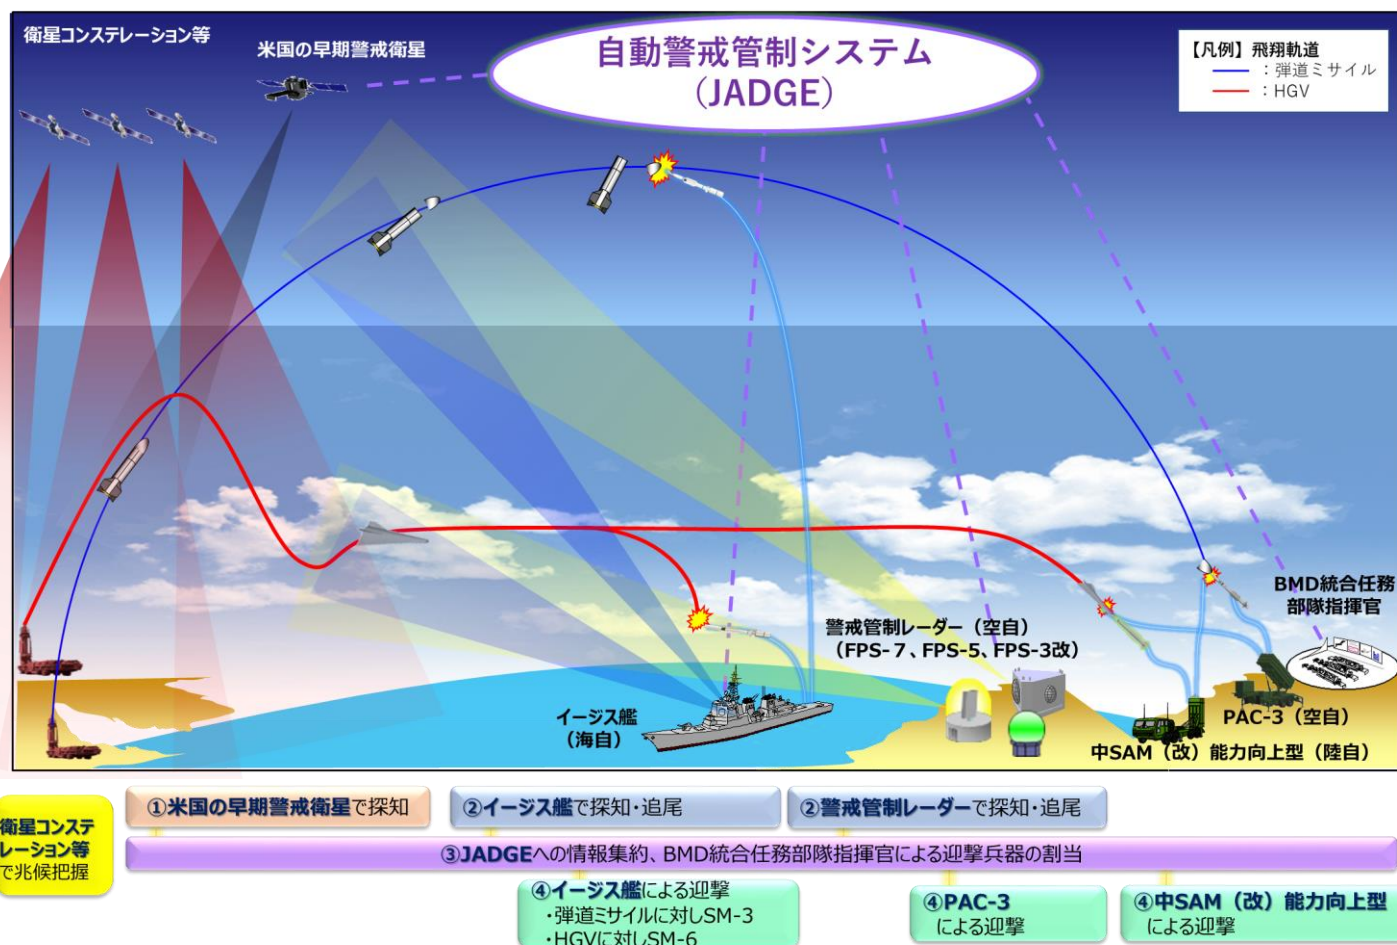 衛星コンステレーション等
米国の早期警戒衛星
自動警戒管制システム
（JADGE）
【凡例】飛翔軌道
：弾道ミサイル
：HGV
BMD統合任務
部隊指揮官
警戒管制レーダー（空自）
（FPS-７、FPS-5、FPS-3改）
イージス艦
（海自）
PAC-3（空自）
中SAM（改）能力向上型（陸自）
衛星コンステ
レーション等
で兆候把握
①米国の早期警戒衛星で探知
②イージス艦で探知・追尾
②警戒管制レーダーで探知・追尾
③JADGEへの情報集約、BMD統合任務部隊指揮官による迎撃兵器の割当
④イージス艦による迎撃
・弾道ミサイルに対しSM-3
・HGVに対しSM-6
④PAC-3
による迎撃
④中SAM（改）能力向上型
による迎撃